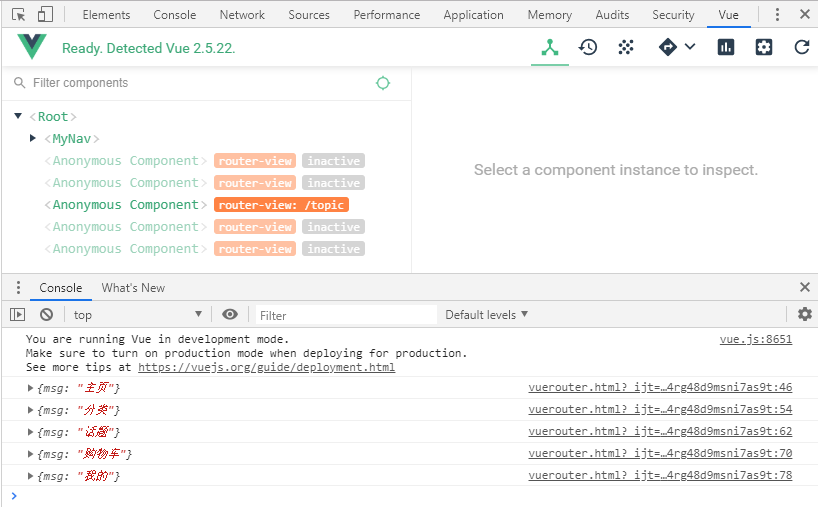 Elements Console Network Sources Performance Application Memory Audits Security Vue
Ready. Detected Vue 2.5.22.
Filter components
<Root>
<MyNav>
<Anonymous Component> router-view inactive
<Anonymous Component> router-view inactive
<Anonymous Component> router-view: /topic
<Anonymous Component> router-view inactive
<Anonymous Component> router-view inactive
Select a component instance to inspect.
Console What's New
top Filter Default levels
You are running Vue in development mode. vue.js:8651
Make sure to turn on production mode when deploying for production.
See more tips at https://vuejs.org/guide/deployment.html
{msg: "主页"} vuerouter.html? ijt=…4rg48d9msni7as9t:46
{msg: "分类"} vuerouter.html? ijt=…4rg48d9msni7as9t:54
{msg: "话题"} vuerouter.html? ijt=…4rg48d9msni7as9t:62
{msg: "购物车"} vuerouter.html? ijt=…4rg48d9msni7as9t:70
{msg: "我的"} vuerouter.html? ijt=…4rg48d9msni7as9t:78